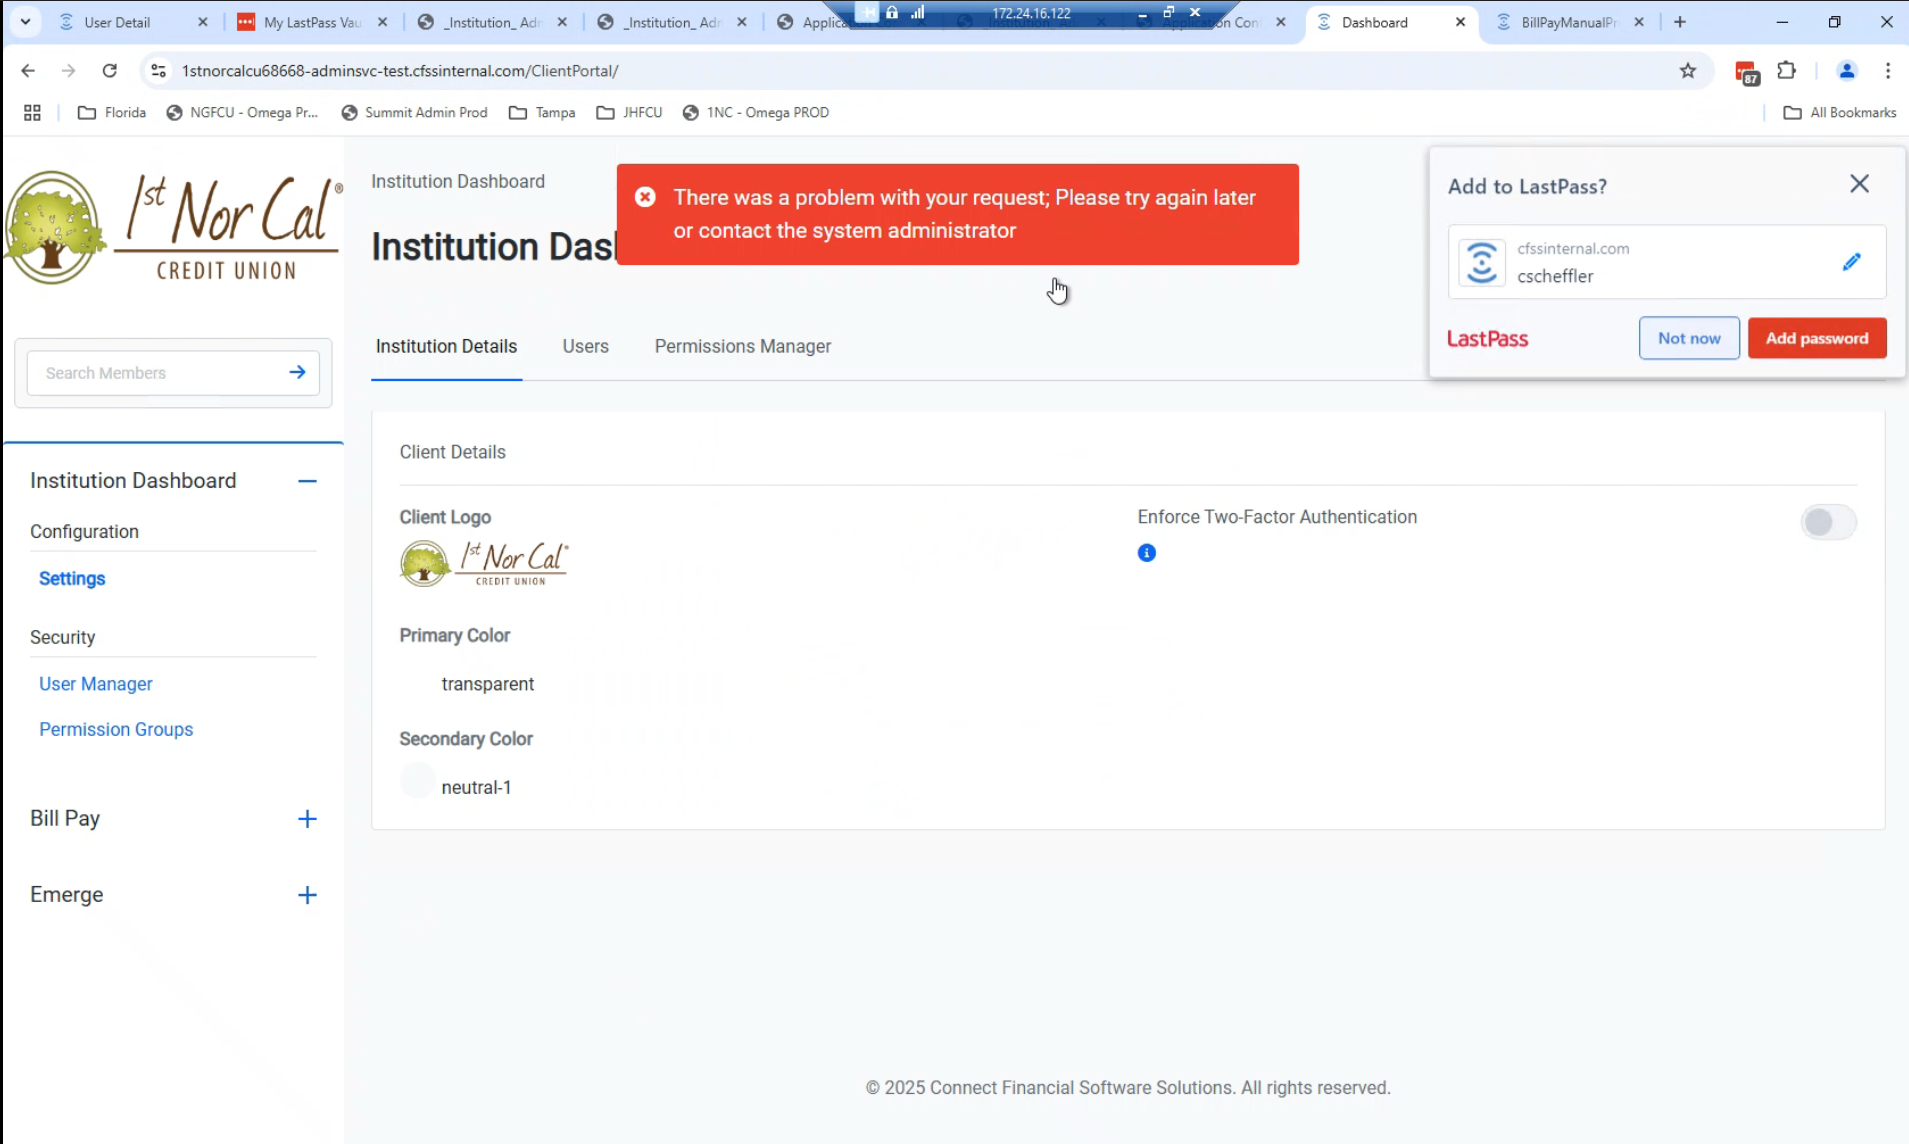 User Detail
My LastPass Vau
_Institution_ Adn
_Institution_ Adn
Applica
172.24.16.122
on Con
Dashboard
BillPayManualPr
1stnorcalcu68668-adminsvc-test.cfssinternal.com/ClientPortal/
87
Florida
NGFCU - Omega Pr...
Summit Admin Prod
Tampa
JHFCU
1NC - Omega PROD
All Bookmarks
1st Nor Cal®
CREDIT UNION
Search Members
Institution Dashboard
Configuration
Settings
Security
User Manager
Permission Groups
Bill Pay
Emerge
Institution Dashboard
Institution Das
There was a problem with your request; Please try again later
or contact the system administrator
Add to LastPass?
cfssinternal.com
cscheffler
LastPass
Not now
Add password
Institution Details
Users
Permissions Manager
Client Details
Client Logo
1st Nor Cal®
CREDIT UNION
Enforce Two-Factor Authentication
Primary Color
transparent
Secondary Color
neutral-1
© 2025 Connect Financial Software Solutions. All rights reserved.